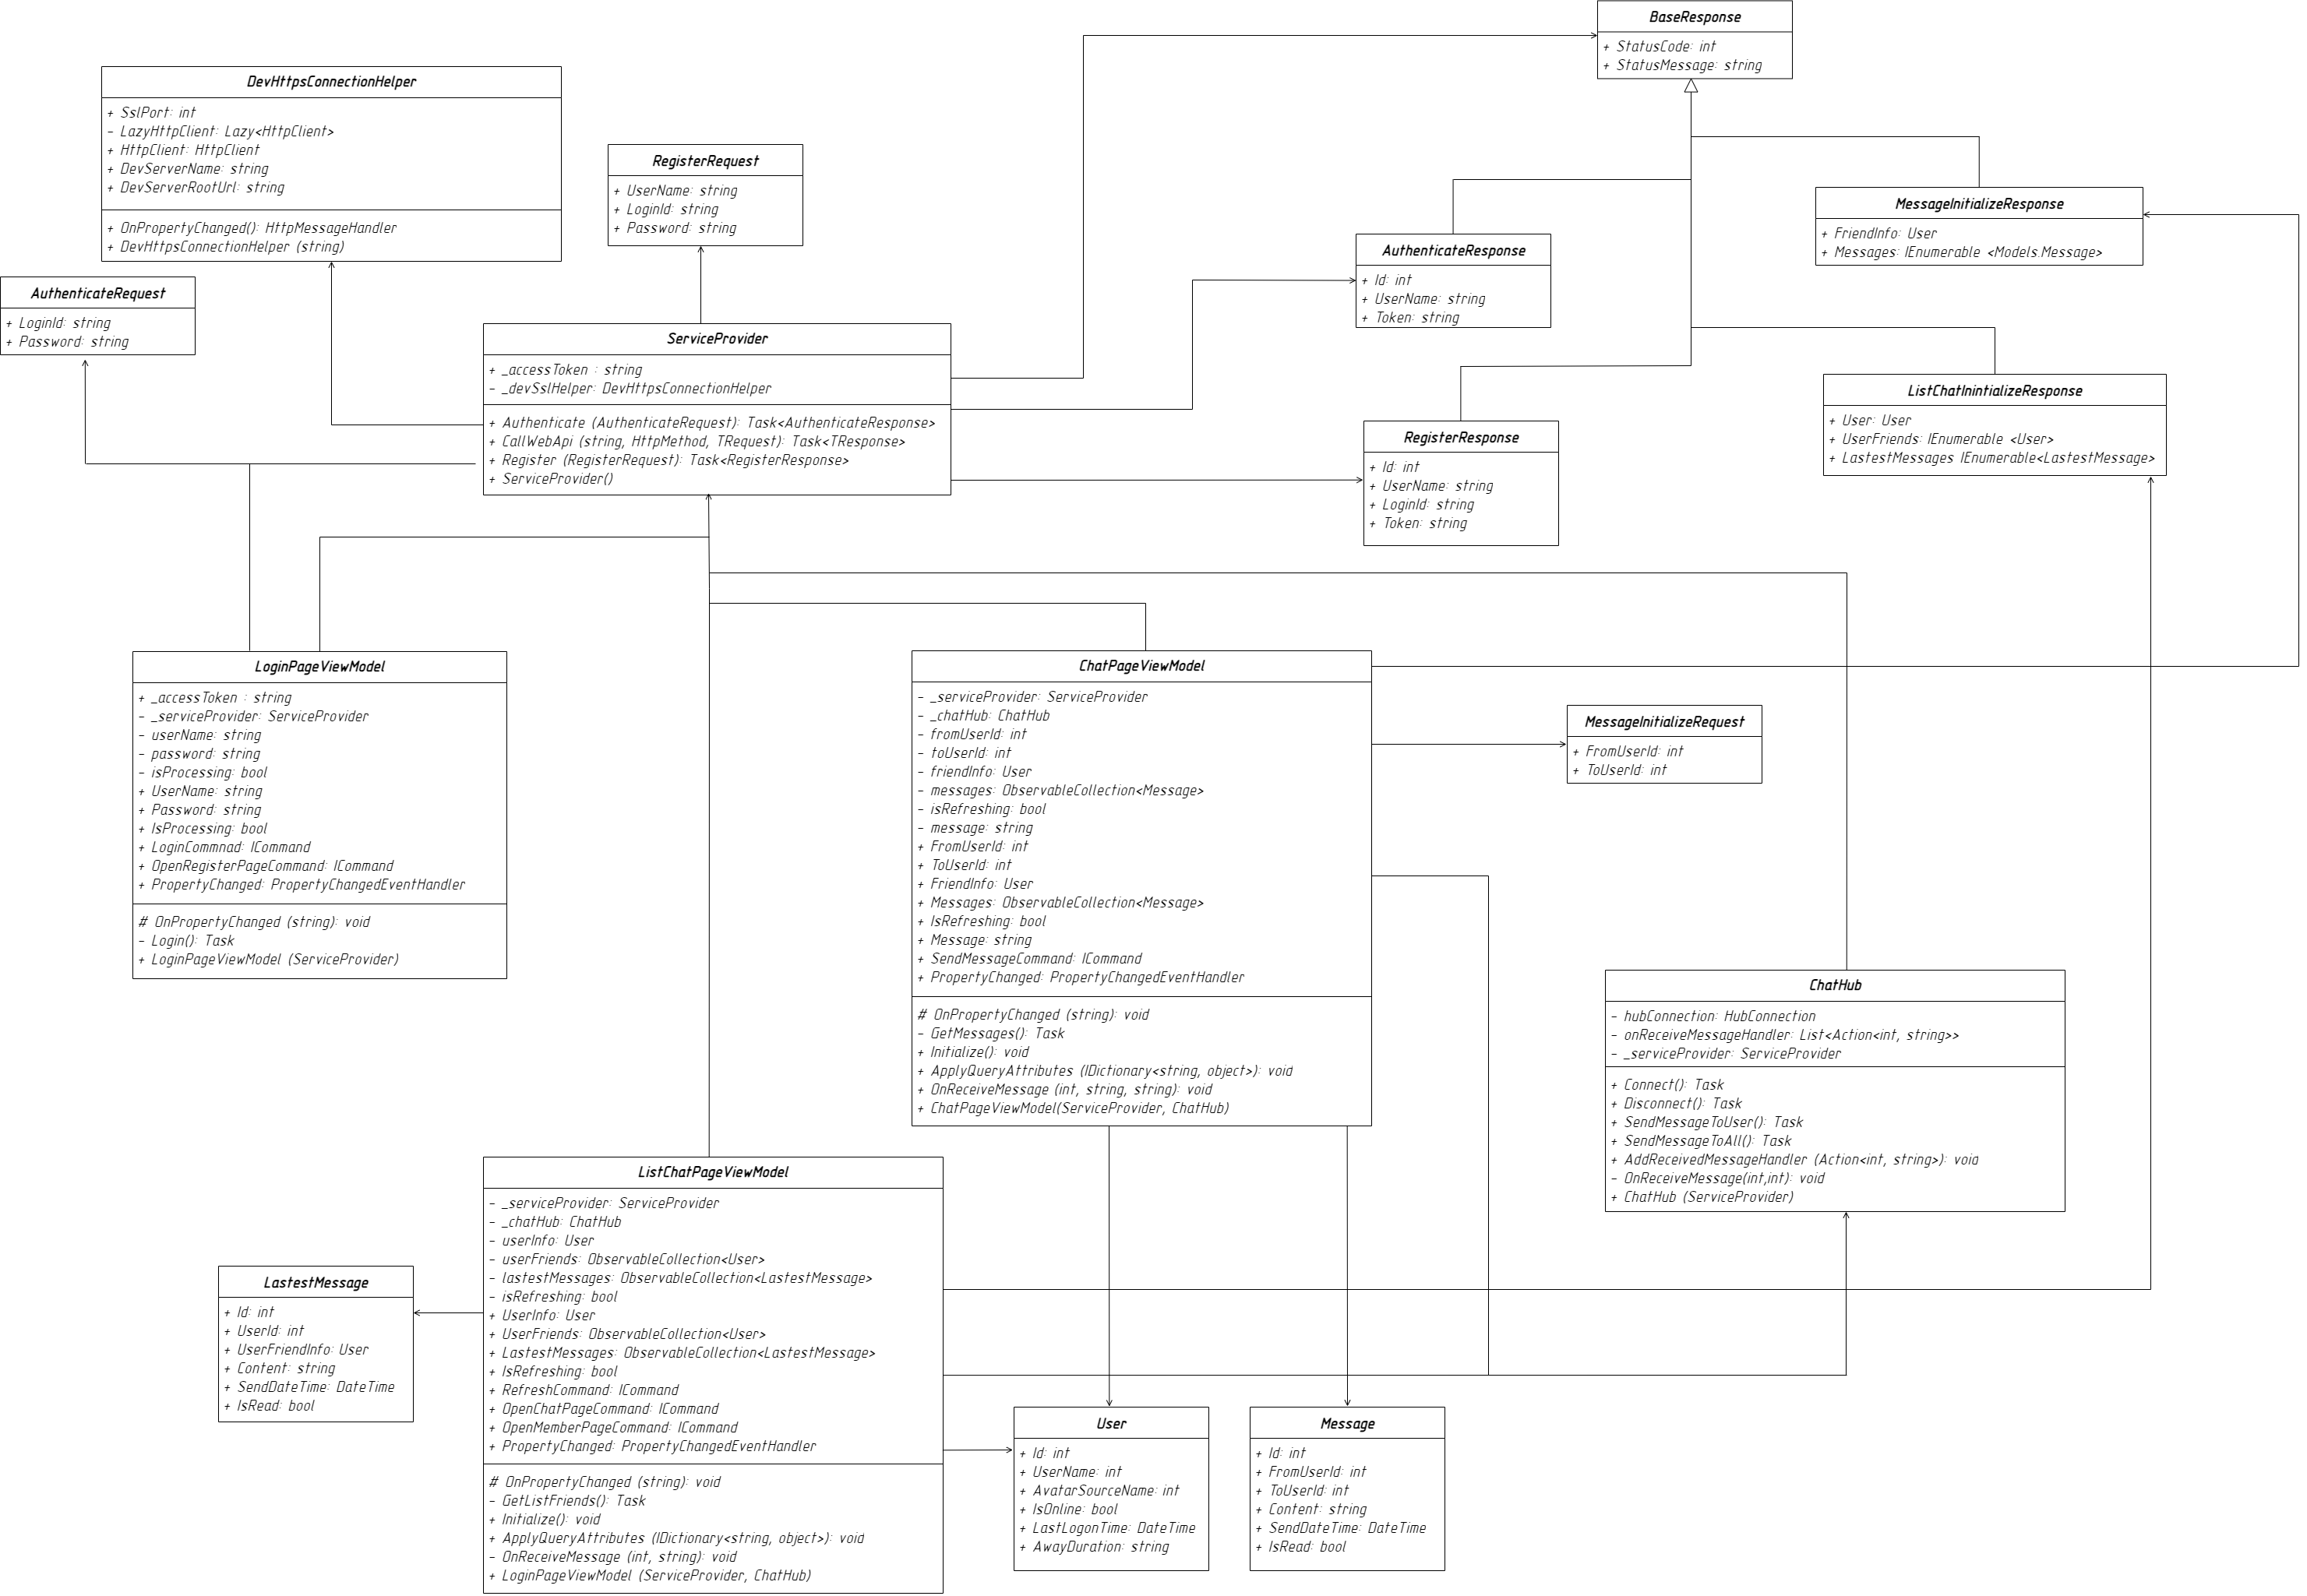 BaseResponse
+ StatusCode: int
+ StatusMessage: string
DevHttpsConnectionHelper
+ SslPort: int
- LazyHttpClient: Lazy<HttpClient>
+ HttpClient: HttpClient
+ DevServerName: string
+ DevServerRootUrl: string
+ OnPropertyChanged(): HttpMessageHandler
+ DevHttpsConnectionHelper (string)
RegisterRequest
+ UserName: string
+ LoginId: string
+ Password: string
MessageInitializeResponse
+ FriendInfo: User
+ Messages: IEnumerable <Models.Message>
AuthenticateResponse
+ Id: int
+ UserName: string
+ Token: string
AuthenticateRequest
+ LoginId: string
+ Password: string
ServiceProvider
+ _accessToken : string
- _devSslHelper: DevHttpsConnectionHelper
+ Authenticate (AuthenticateRequest): Task<AuthenticateResponse>
+ CallWebApi (string, HttpMethod, TRequest): Task<TResponse>
+ Register (RegisterRequest): Task<RegisterResponse>
+ ServiceProvider()
ListChatInintializeResponse
+ User: User
+ UserFriends: IEnumerable <User>
+ LastestMessages IEnumerable<LastestMessage>
RegisterResponse
+ Id: int
+ UserName: string
+ LoginId: string
+ Token: string
LoginPageViewModel
+ _accessToken : string
- _serviceProvider: ServiceProvider
- userName: string
- password: string
- isProcessing: bool
+ UserName: string
+ Password: string
+ IsProcessing: bool
+ LoginCommnad: ICommand
+ OpenRegisterPageCommand: ICommand
+ PropertyChanged: PropertyChangedEventHandler
# OnPropertyChanged (string): void
- Login(): Task
+ LoginPageViewModel (ServiceProvider)
ChatPageViewModel
- _serviceProvider: ServiceProvider
- _chatHub: ChatHub
- fromUserId: int
- toUserId: int
- friendInfo: User
- messages: ObservableCollection<Message>
- isRefreshing: bool
- message: string
+ FromUserId: int
+ ToUserId: int
+ FriendInfo: User
+ Messages: ObservableCollection<Message>
+ IsRefreshing: bool
+ Message: string
+ SendMessageCommand: ICommand
+ PropertyChanged: PropertyChangedEventHandler
# OnPropertyChanged (string): void
- GetMessages(): Task
+ Initialize(): void
+ ApplyQueryAttributes (IDictionary<string, object>): void
+ OnReceiveMessage (int, string, string): void
+ ChatPageViewModel(ServiceProvider, ChatHub)
MessageInitializeRequest
+ FromUserId: int
+ ToUserId: int
ChatHub
- hubConnection: HubConnection
- onReceiveMessageHandler: List<Action<int, string>>
- _serviceProvider: ServiceProvider
+ Connect(): Task
+ Disconnect(): Task
+ SendMessageToUser(): Task
+ SendMessageToAll(): Task
+ AddReceivedMessageHandler (Action<int, string>): void
- OnReceiveMessage(int,int): void
+ ChatHub (ServiceProvider)
ListChatPageViewModel
- _serviceProvider: ServiceProvider
- _chatHub: ChatHub
- userInfo: User
- userFriends: ObservableCollection<User>
- lastestMessages: ObservableCollection<LastestMessage>
- isRefreshing: bool
+ UserInfo: User
+ UserFriends: ObservableCollection<User>
+ LastestMessages: ObservableCollection<LastestMessage>
+ IsRefreshing: bool
+ RefreshCommand: ICommand
+ OpenChatPageCommand: ICommand
+ OpenMemberPageCommand: ICommand
+ PropertyChanged: PropertyChangedEventHandler
# OnPropertyChanged (string): void
- GetListFriends(): Task
+ Initialize(): void
+ ApplyQueryAttributes (IDictionary<string, object>): void
- OnReceiveMessage (int, string): void
+ LoginPageViewModel (ServiceProvider, ChatHub)
LastestMessage
+ Id: int
+ UserId: int
+ UserFriendInfo: User
+ Content: string
+ SendDateTime: DateTime
+ IsRead: bool
User
+ Id: int
+ UserName: int
+ AvatarSourceName: int
+ IsOnline: bool
+ LastLogonTime: DateTime
+ AwayDuration: string
Message
+ Id: int
+ FromUserId: int
+ ToUserId: int
+ Content: string
+ SendDateTime: DateTime
+ IsRead: bool